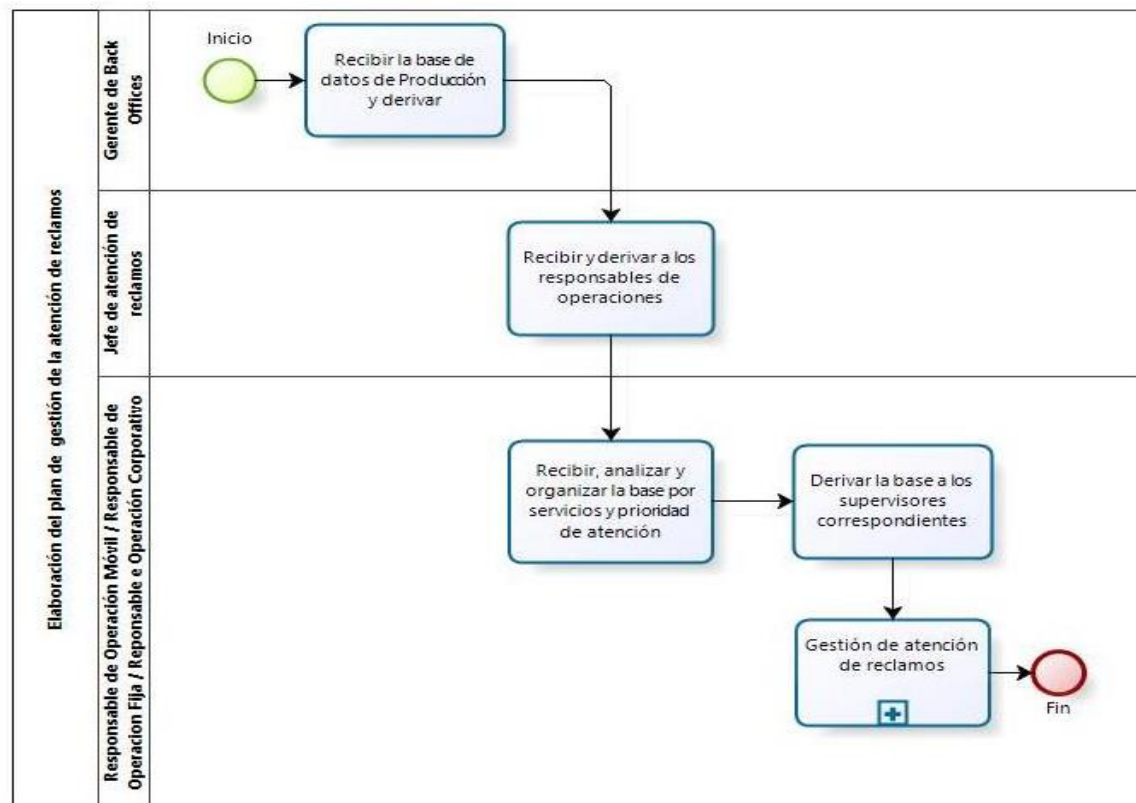 Elaboración del plan de gestión de la atención de reclamos
Gerente de Back
Offices
Inicio
Recibir la base de
datos de Producción
y derivar
Jefe de atención de
reclamos
Recibir y derivar a los
responsables de
operaciones
Responsable de Operación Móvil / Responsable de
Operacion Fija / Reponsable e Operación Corporativo
Recibir, analizar y
organizar la base por
servicios y prioridad
de atención
Derivar la base a los
supervisores
correspondientes
Gestión de atención
de reclamos
Fin